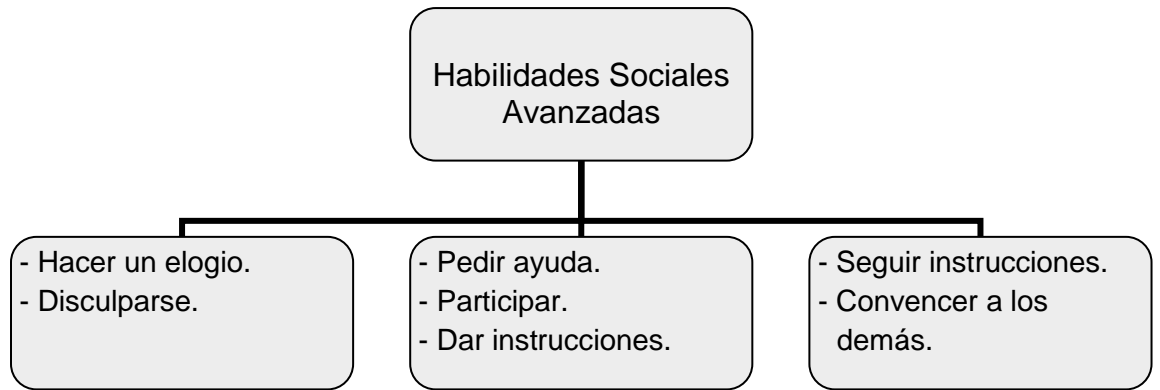 Habilidades Sociales
Avanzadas
- Hacer un elogio.
- Disculparse.
- Pedir ayuda.
- Participar.
- Dar instrucciones.
- Seguir instrucciones.
- Convencer a los
demás.